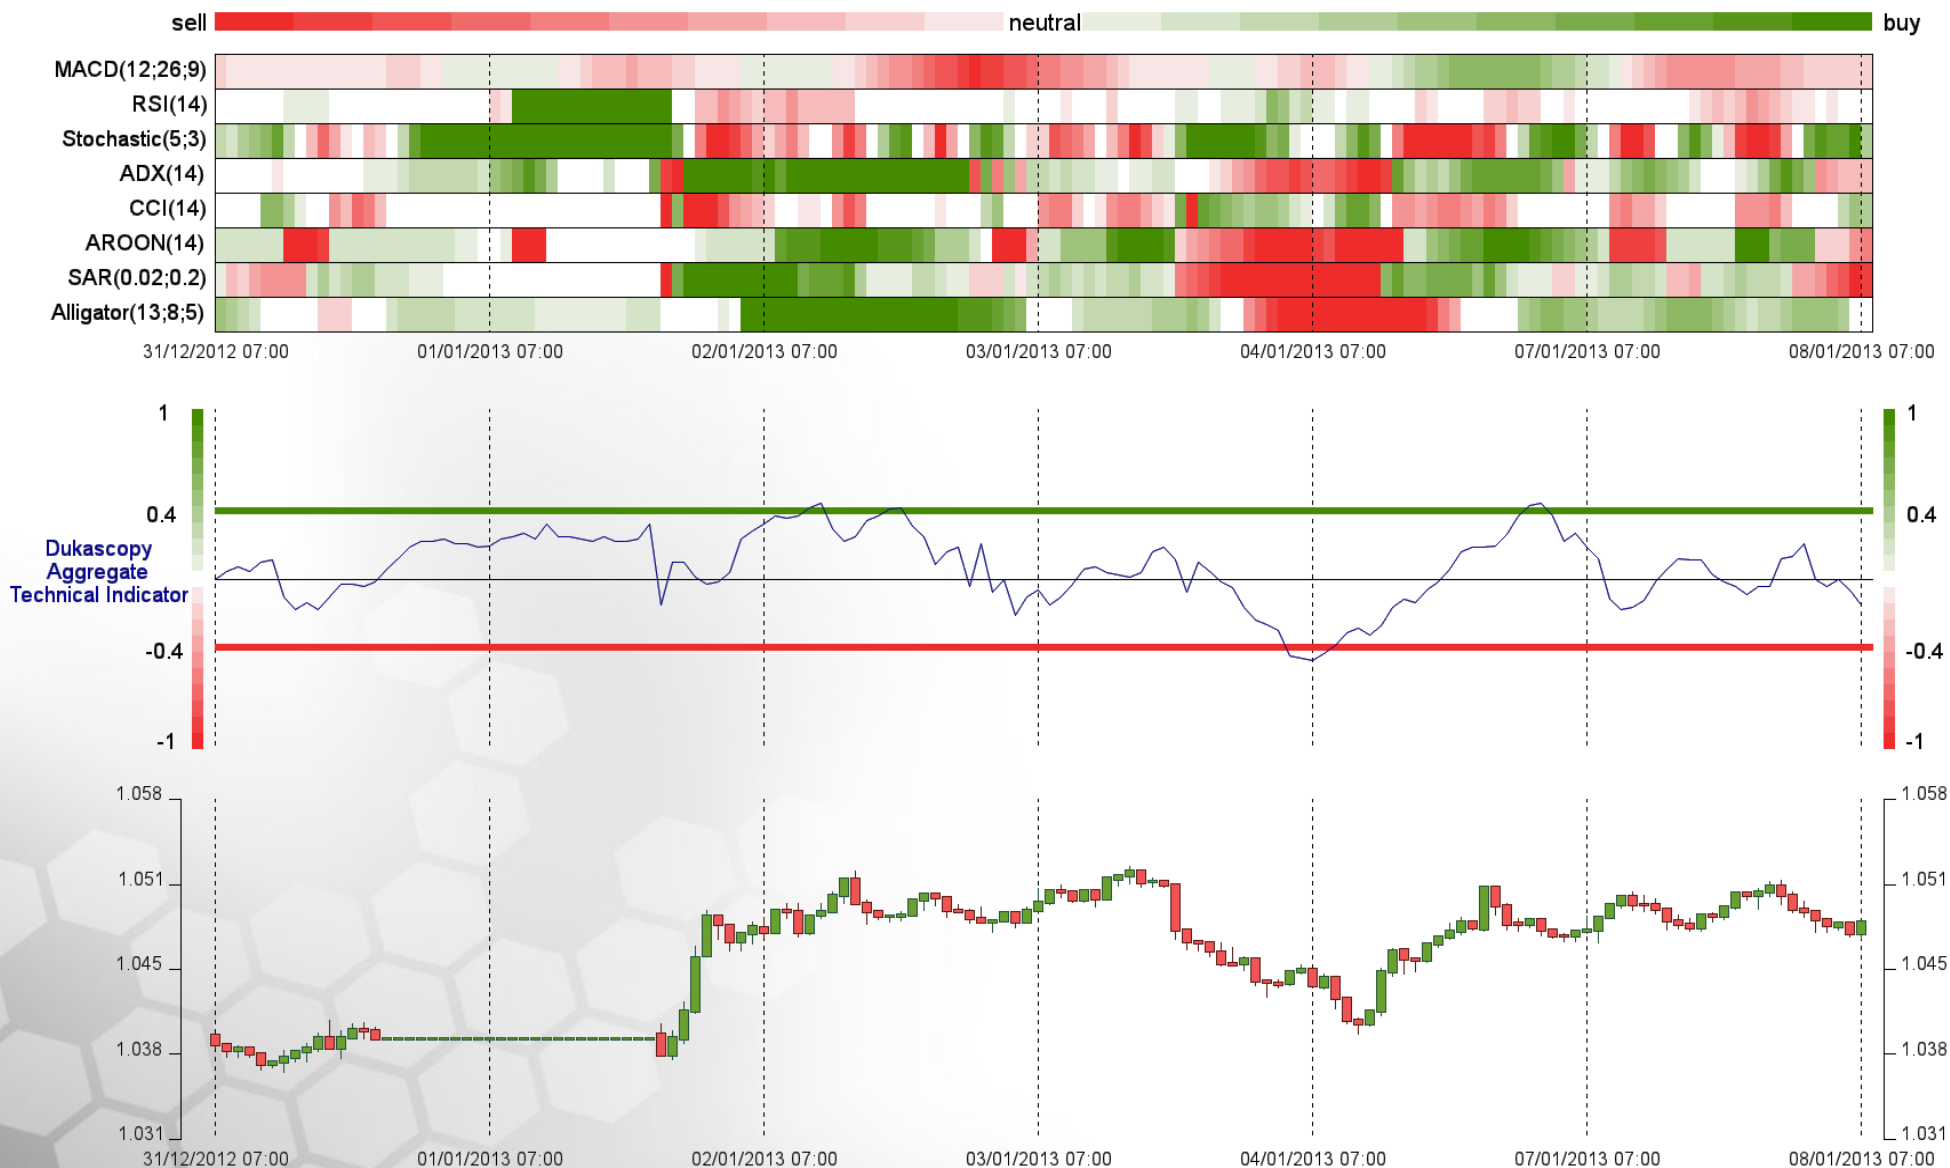 sell neutral buy
MACD(12;26;9)
RSI(14)
Stochastic(5;3)
ADX(14)
CCI(14)
AROON(14)
SAR(0.02;0.2)
Alligator(13;8;5)
31/12/2012 07:00 01/01/2013 07:00 02/01/2013 07:00 03/01/2013 07:00 04/01/2013 07:00 07/01/2013 07:00 08/01/2013 07:00
1 1
0.4 0.4
Dukascopy
Aggregate
Technical Indicator
-0.4 -0.4
-1 -1
1.058 1.058
1.051 1.051
1.045 1.045
1.038 1.038
1.031 1.031
31/12/2012 07:00 01/01/2013 07:00 02/01/2013 07:00 03/01/2013 07:00 04/01/2013 07:00 07/01/2013 07:00 08/01/2013 07:00